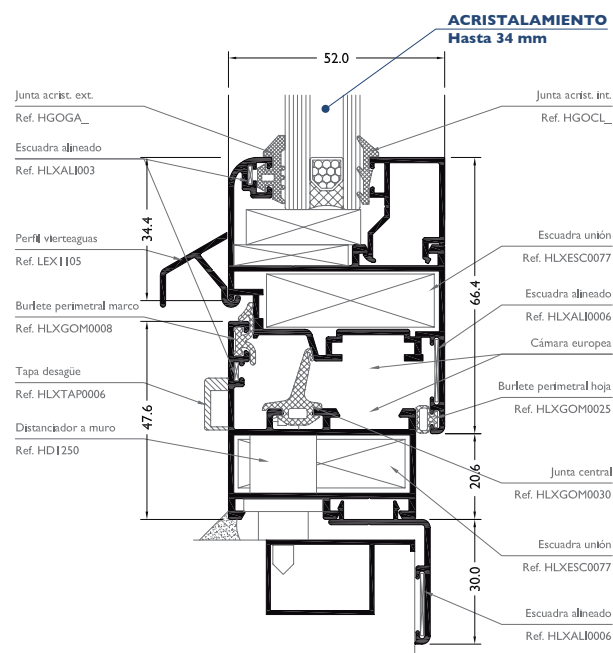 ACRISTALAMIENTO
Hasta 34 mm
52.0
Junta acrist. ext.
Ref. HGOGA_
Escuadra alineado
Ref. HLXALI003
34.4
Perfil vierteaguas
Ref. LEX1105
Burlete perimetral marco
Ref. HLXGOM0008
Tapa desagüe
Ref. HLXTAP0006
47.6
Distanciador a muro
Ref. HD1250
Junta acrist. int.
Ref. HGOCL_
Escuadra unión
Ref. HLXESC0077
66.4
Escuadra alineado
Ref. HLXALI0006
Cámara europea
Burlete perimetral hoja
Ref. HLXGOM0025
20.6
Junta central
Ref. HLXGOM0030
Escuadra unión
Ref. HLXESC0077
30.0
Escuadra alineado
Ref. HLXALI0006